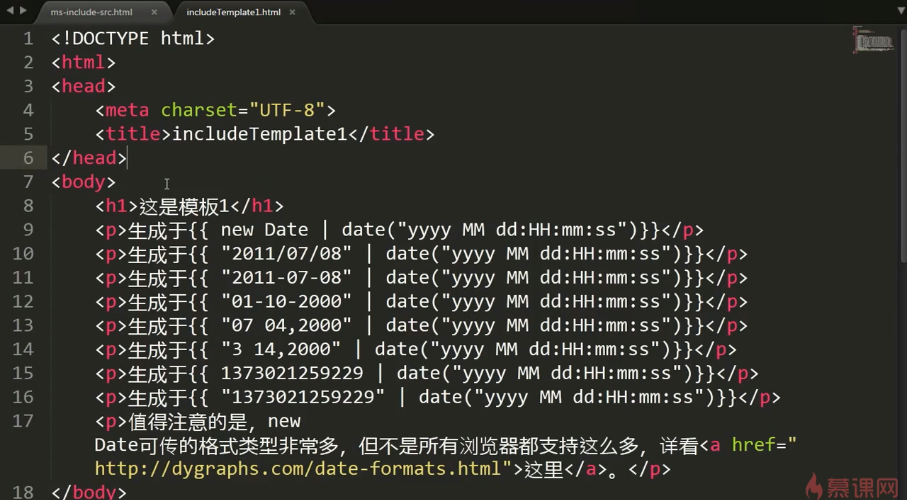 ms-include-src.html × includeTemplate1.html ×
1 <!DOCTYPE html>
2 <html>
3 <head>
4 <meta charset="UTF-8">
5 <title>includeTemplate1</title>
6 </head>
7 <body>
8 <h1>这是模板1</h1>
9 <p>生成于{{ new Date | date("yyyy MM dd:HH:mm:ss")}}</p>
10 <p>生成于{{ "2011/07/08" | date("yyyy MM dd:HH:mm:ss")}}</p>
11 <p>生成于{{ "2011-07-08" | date("yyyy MM dd:HH:mm:ss")}}</p>
12 <p>生成于{{ "01-10-2000" | date("yyyy MM dd:HH:mm:ss")}}</p>
13 <p>生成于{{ "07 04,2000" | date("yyyy MM dd:HH:mm:ss")}}</p>
14 <p>生成于{{ "3 14,2000" | date("yyyy MM dd:HH:mm:ss")}}</p>
15 <p>生成于{{ 1373021259229 | date("yyyy MM dd:HH:mm:ss")}}</p>
16 <p>生成于{{ "1373021259229" | date("yyyy MM dd:HH:mm:ss")}}</p>
17 <p>值得注意的是，new
Date可传的格式类型非常多，但不是所有浏览器都支持这么多，详看<a href="
http://dygraphs.com/date-formats.html">这里</a>。</p>
18 </body>
慕课网